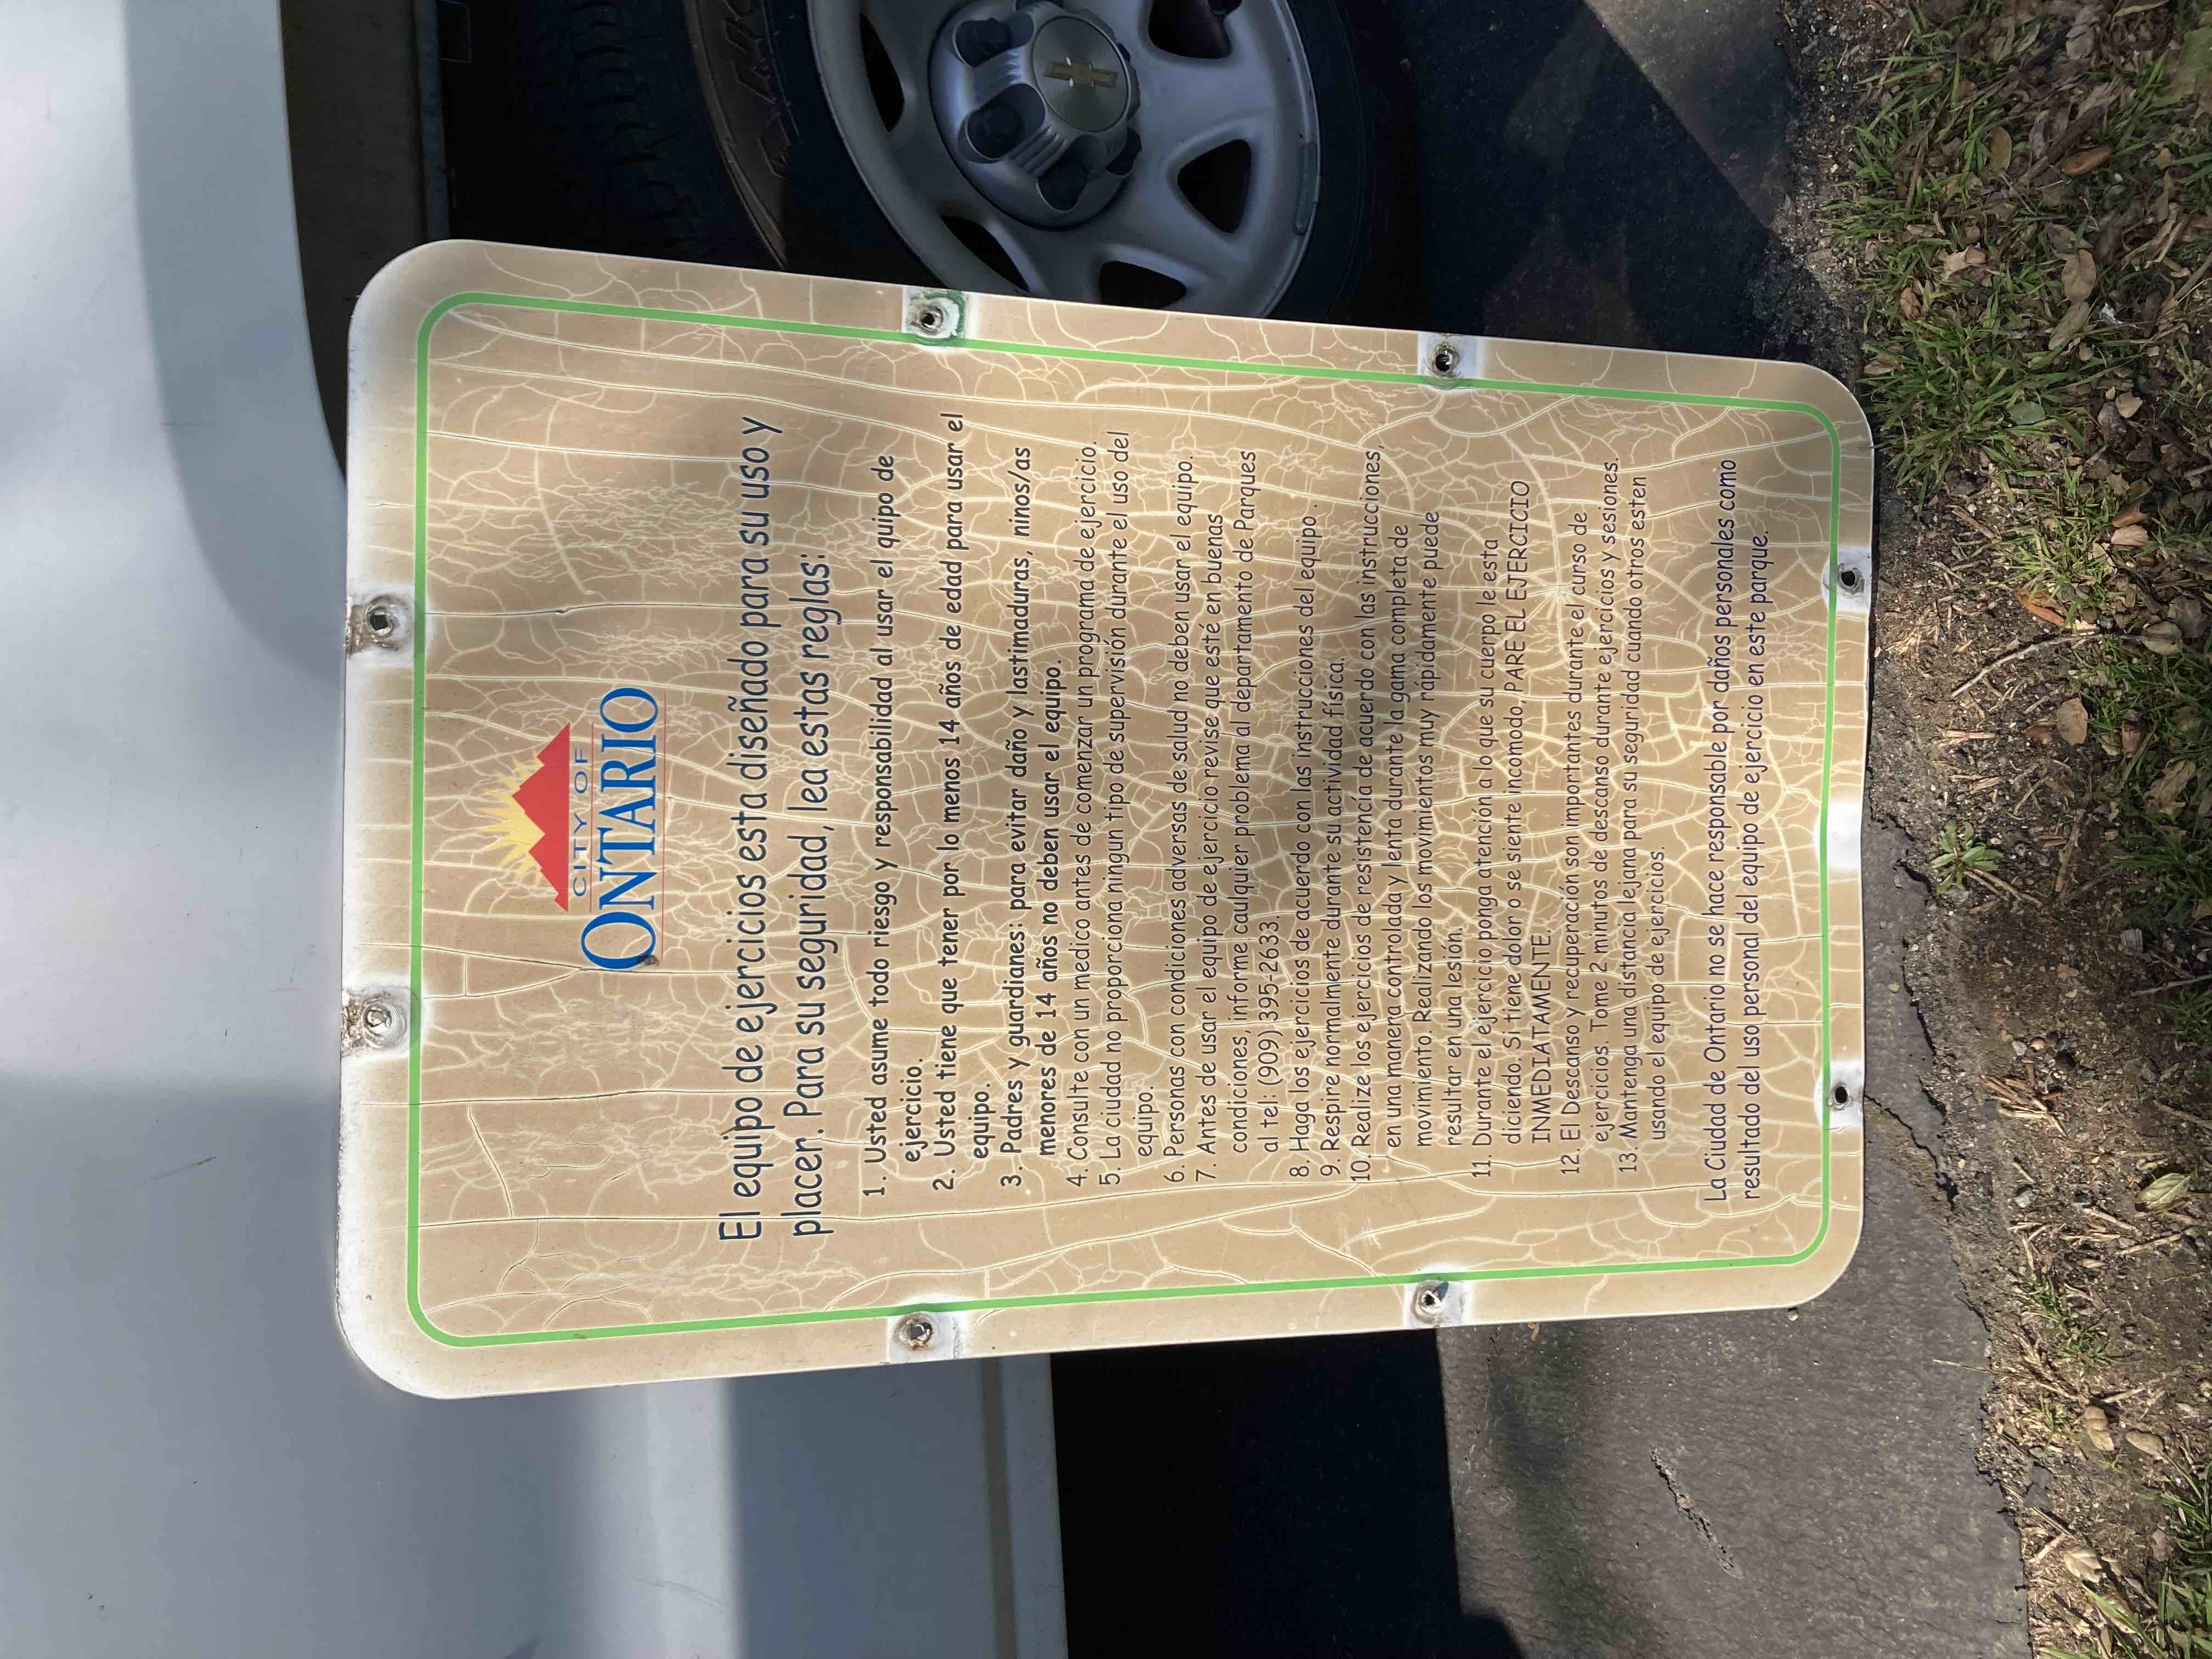 CITY OF
ONTARIO
El equipo de ejercicios esta diseñado para su uso y
placer. Para su seguridad, lea estas reglas:
1. Usted asume todo riesgo y responsabilidad al usar el quipo de
ejercicio.
2. Usted tiene que tener por lo menos 14 años de edad para usar el
equipo.
3. Padres y guardianes: para evitar daño y lastimaduras, ninos/as
menores de 14 años no deben usar el equipo.
4. Consulte con un medico antes de comenzar un programa de ejercicio.
5. La ciudad no proporciona ningun tipo de supervisión durante el uso del
equipo.
6. Personas con condiciones adversas de salud no deben usar el equipo.
7. Antes de usar el equipo de ejercicio revise que esté en buenas
condiciones, informe cualquier problema al departamento de Parques
al tel: (909) 395-2633.
8. Haga los ejercicios de acuerdo con las instrucciones del equipo.
9. Respire normalmente durante su actividad física.
10. Realize los ejercicios de resistencía de acuerdo con las instrucciones,
en una manera controlada y lenta durante la gama completa de
movimiento. Realizando los movimientos muy rápidamente puede
resultar en una lesión.
11. Durante el ejercicio ponga atención a lo que su cuerpo le esta
diciendo. Si tiene dolor o se siente incomodo, PARE EL EJERCICIO
INMEDIATAMENTE.
12. El Descanso y recuperación son importantes durante el curso de
ejercicios. Tome 2 minutos de descanso durante ejercicios y sesiones.
13. Mantenga una distancia lejana para su seguridad cuando otros esten
usando el equipo de ejercicios.
La Ciudad de Ontario no se hace responsable por daños personales como
resultado del uso personal del equipo de ejercicio en este parque.